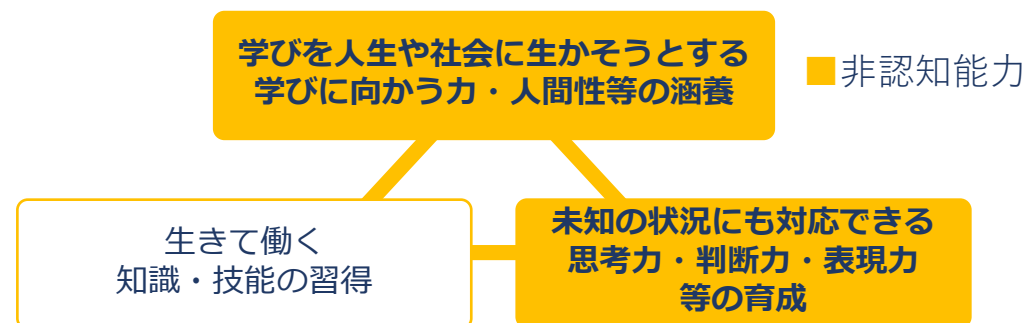 学びを人生や社会に生かそうとする
学びに向かう力・人間性等の涵養
■非認知能力
生きて働く
知識・技能の習得
未知の状況にも対応できる
思考力・判断力・表現力
等の育成